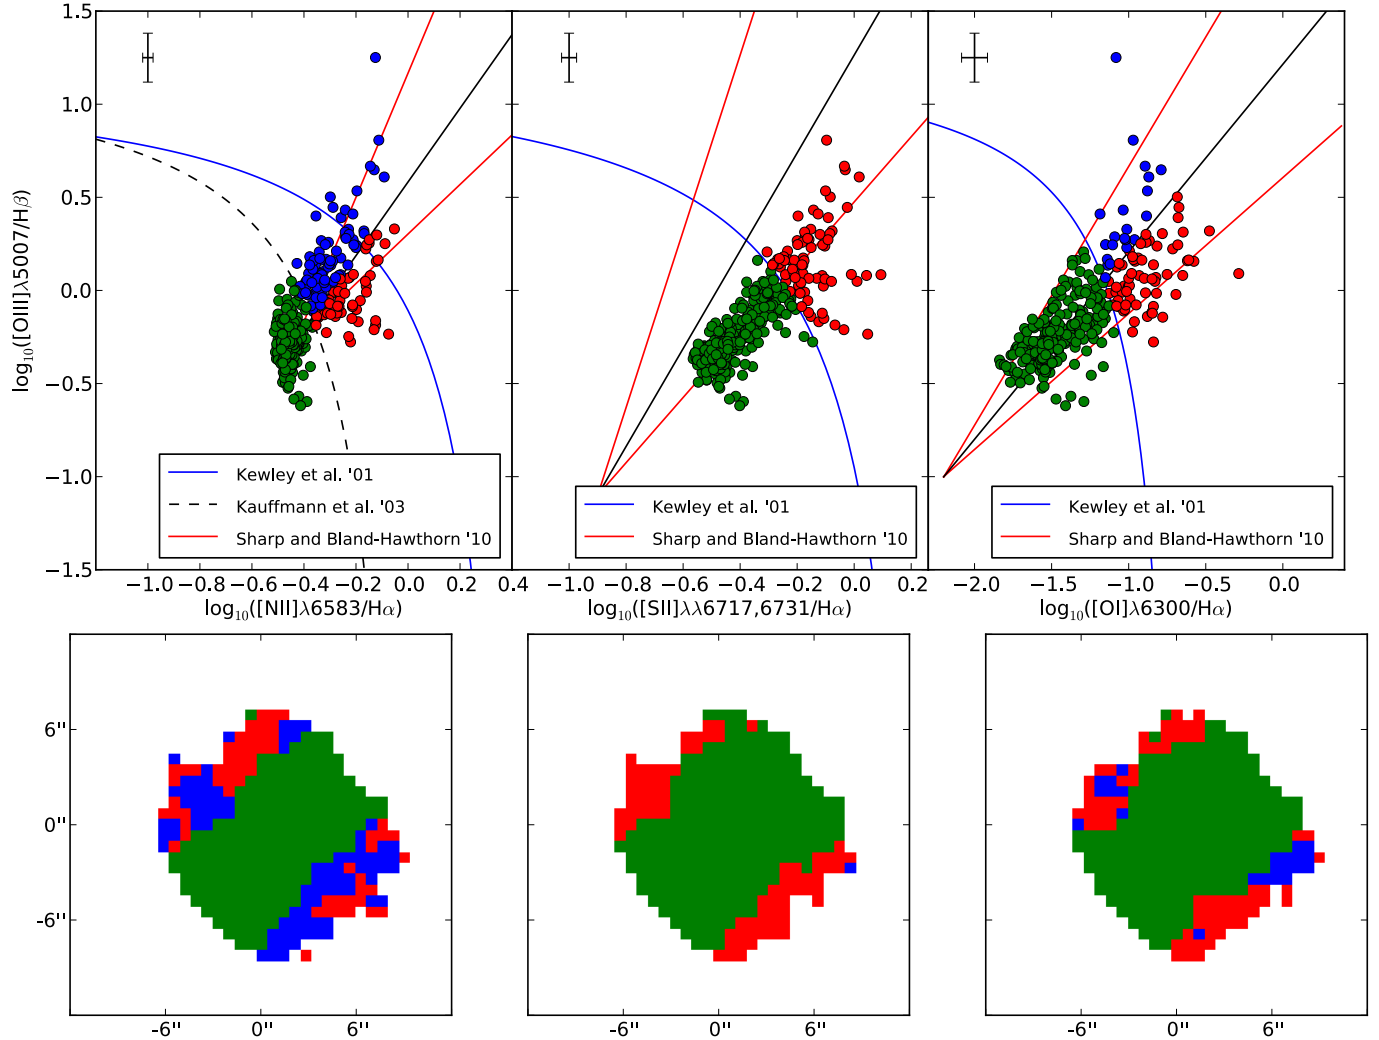 1.5
1.0
0.5
0.0
−0.5
−1.0
−1.5
log10([OIII]λ5007/Hβ)
Kewley et al. '01
Kauffmann et al. '03
Sharp and Bland-Hawthorn '10
Kewley et al. '01
Sharp and Bland-Hawthorn '10
Kewley et al. '01
Sharp and Bland-Hawthorn '10
−1.0 −0.8 −0.6 −0.4 −0.2 0.0 0.2 0.4
−1.0 −0.8 −0.6 −0.4 −0.2 0.0 0.2
−2.0 −1.5 −1.0 −0.5 0.0
log10([NII]λ6583/Hα)
log10([SII]λλ6717,6731/Hα)
log10([OI]λ6300/Hα)
6"
0"
-6"
-6" 0" 6"
-6" 0" 6"
-6" 0" 6"